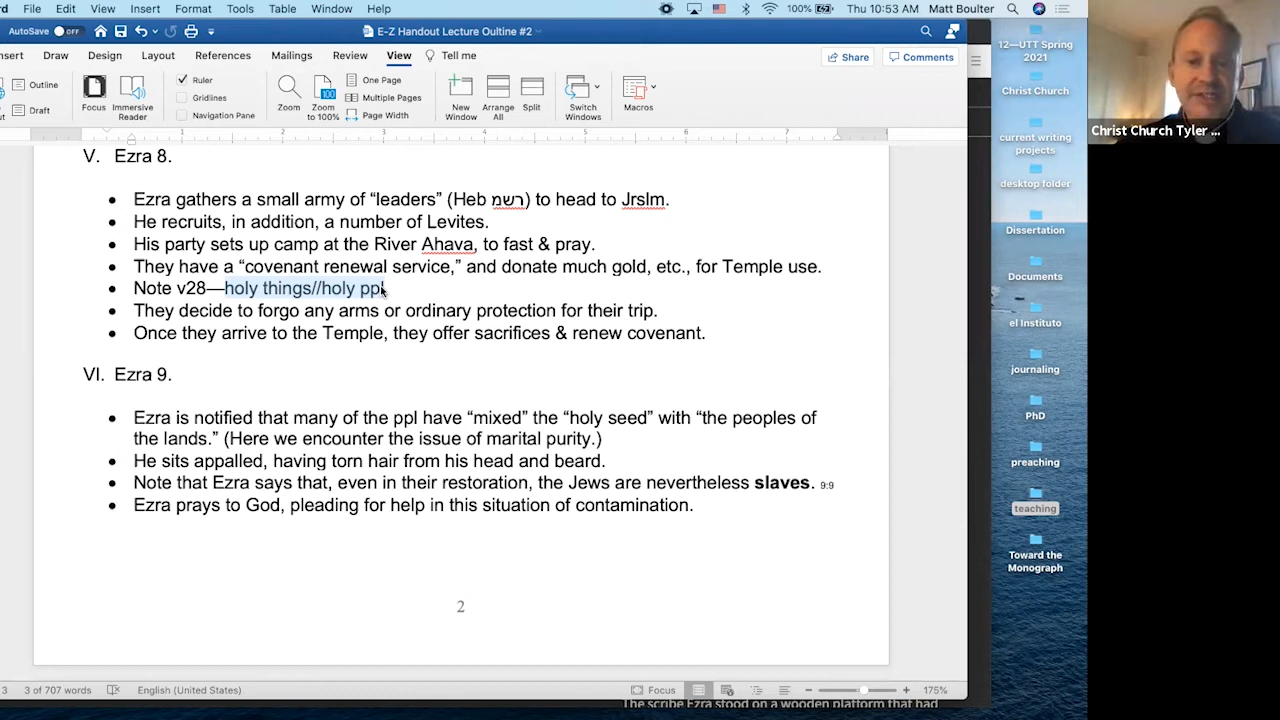 rd File Edit View Insert Format Tools Table Window Help 100% Thu 10:53 AM Matt Boulter
AutoSave OFF E-Z Handout Lecture Oultine #2
nsert Draw Design Layout References Mailings Review View Tell me Share Comments
Outline
Draft
Focus
Immersive
Reader
Ruler
Gridlines
Navigation Pane
Zoom
Zoom
to 100%
One Page
Multiple Pages
Page Width
New
Window
Arrange
All
Split
Switch
Windows
Macros
1 2 3 4 5 6 7
V. Ezra 8.
• Ezra gathers a small army of “leaders” (Heb רשמ) to head to Jrslm.
• He recruits, in addition, a number of Levites.
• His party sets up camp at the River Ahava, to fast & pray.
• They have a “covenant renewal service,” and donate much gold, etc., for Temple use.
• Note v28—holy things//holy ppl
• They decide to forgo any arms or ordinary protection for their trip.
• Once they arrive to the Temple, they offer sacrifices & renew covenant.
VI. Ezra 9.
• Ezra is notified that many of the ppl have “mixed” the “holy seed” with “the peoples of
the lands.” (Here we encounter the issue of marital purity.)
• He sits appalled, having torn hair from his head and beard.
• Note that Ezra says that, even in their restoration, the Jews are nevertheless slaves. 9:9
• Ezra prays to God, pleading for help in this situation of contamination.
2
3 3 of 707 words English (United States) Focus 175%
The scribe Ezra stood on a wooden platform that had
12—UTT Spring
2021
Christ Church
current writing
projects
desktop folder
Dissertation
Documents
el Instituto
journaling
PhD
preaching
teaching
Toward the
Monograph
Christ Church Tyler ...